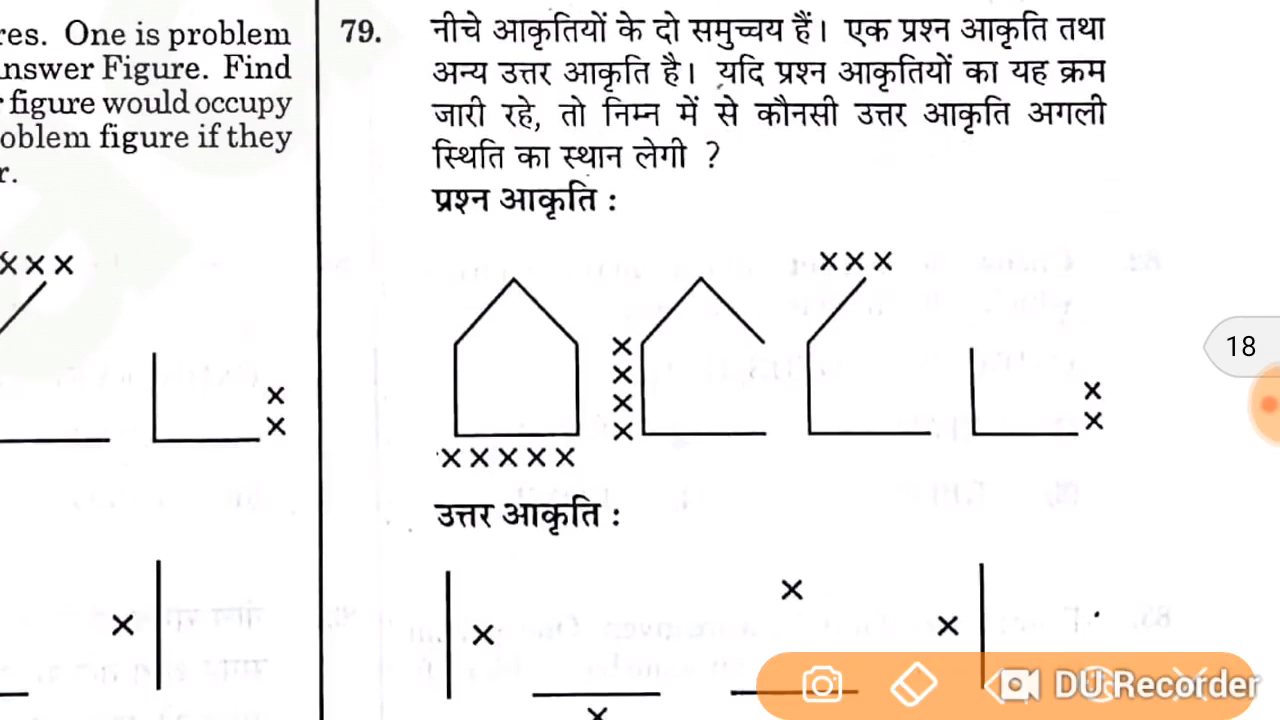 res. One is problem
nswer Figure. Find
figure would occupy
oblem figure if they
r.
× × ×
×
×
×
79. नीचे आकृतियों के दो समुच्चय हैं। एक प्रश्न आकृति तथा
अन्य उत्तर आकृति है। यदि प्रश्न आकृतियों का यह क्रम
जारी रहे, तो निम्न में से कौनसी उत्तर आकृति अगली
स्थिति का स्थान लेगी ?
प्रश्न आकृति :
× × ×
×
×
×
×
×
×
× × × × ×
उत्तर आकृति :
×
×
×
×
18
DU Recorder